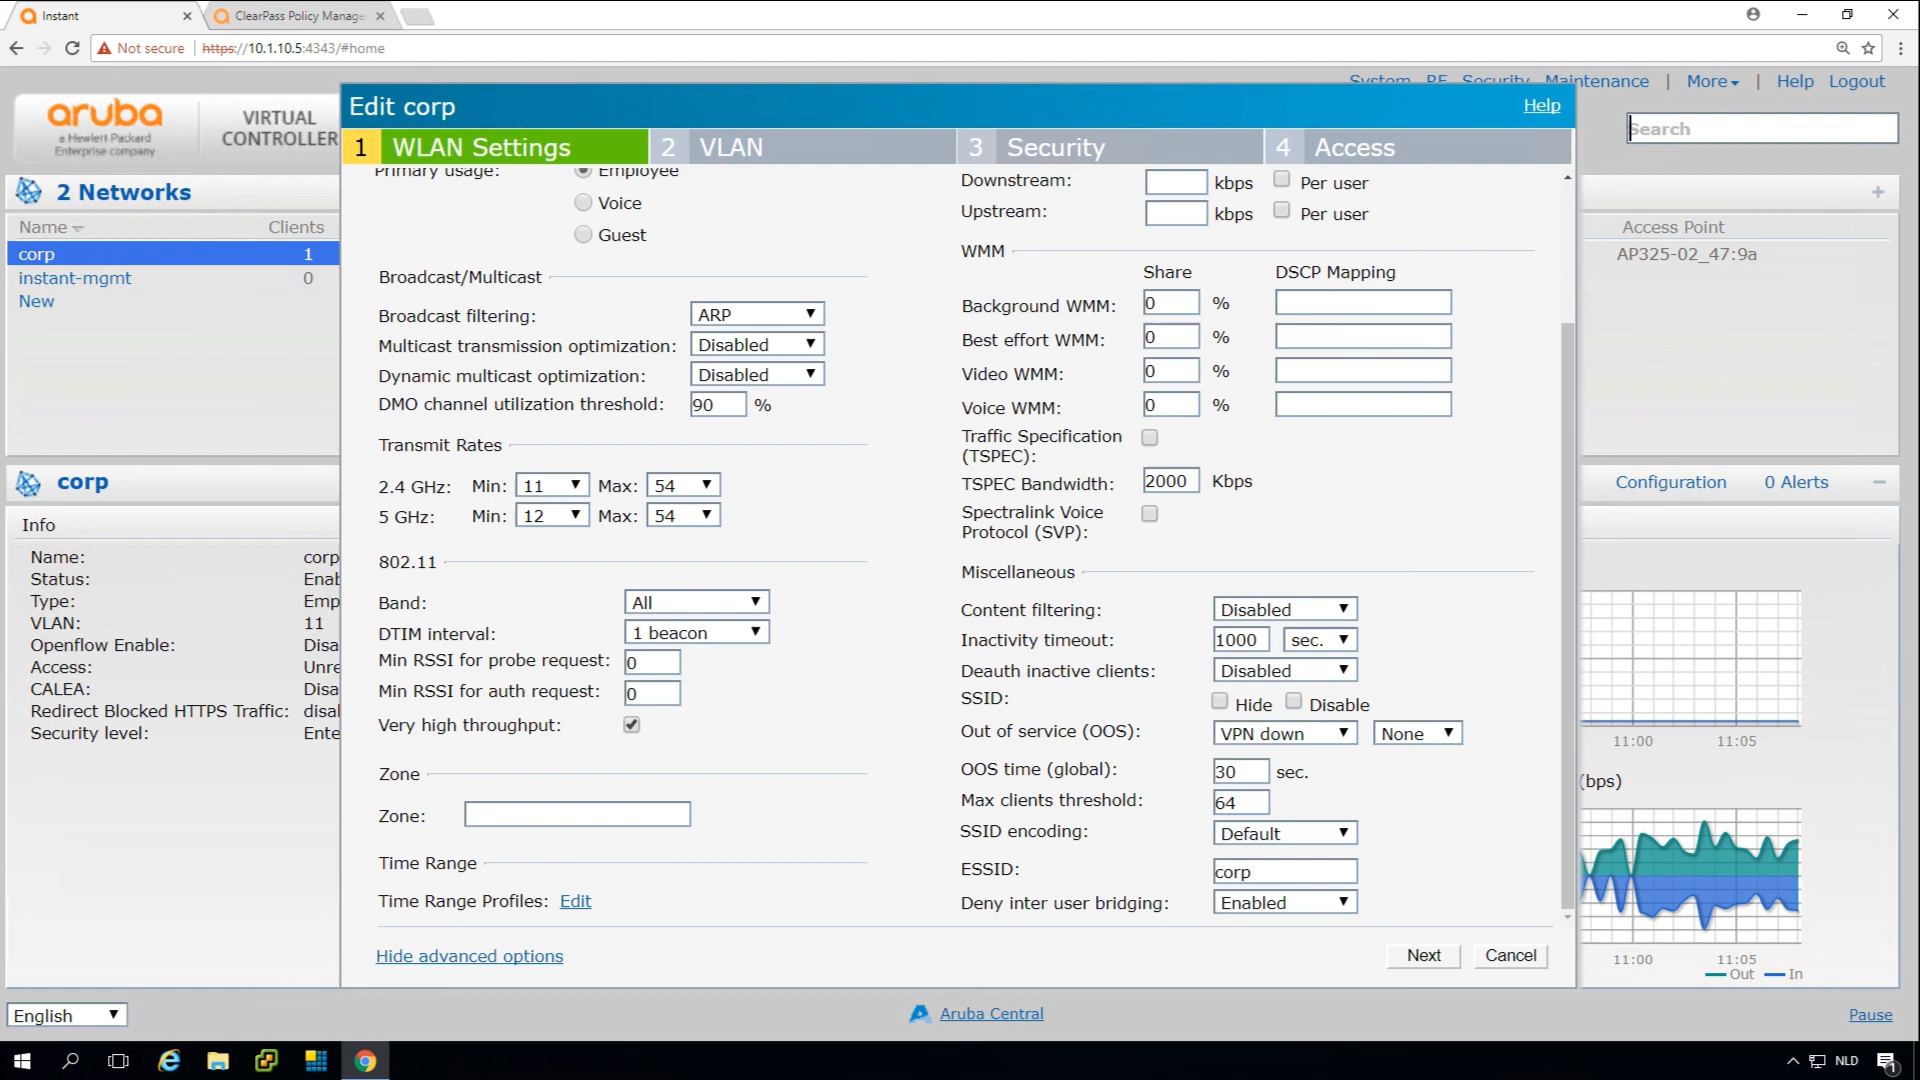 Instant
ClearPass Policy Manage
Not secure
https://10.1.10.5:4343/#home
System RF Security Maintenance | More | Help Logout
aruba
a Hewlett Packard
Enterprise company
VIRTUAL
CONTROLLER
Edit corp
Help
Search
1 WLAN Settings
2 VLAN
3 Security
4 Access
2 Networks
Name Clients
corp 1
instant-mgmt 0
New
Access Point
AP325-02_47:9a
corp
Configuration 0 Alerts
Info
Name: corp
Status: Enab
Type: Emp
VLAN: 11
Openflow Enable: Disa
Access: Unre
CALEA: Disa
Redirect Blocked HTTPS Traffic: disal
Security level: Ente
Primary usage: Employee
Voice
Guest
Broadcast/Multicast
Broadcast filtering: ARP
Multicast transmission optimization: Disabled
Dynamic multicast optimization: Disabled
DMO channel utilization threshold: 90 %
Transmit Rates
2.4 GHz: Min: 11 Max: 54
5 GHz: Min: 12 Max: 54
802.11
Band: All
DTIM interval: 1 beacon
Min RSSI for probe request: 0
Min RSSI for auth request: 0
Very high throughput:
Zone
Zone:
Time Range
Time Range Profiles: Edit
Hide advanced options
Downstream: kbps Per user
Upstream: kbps Per user
WMM
Share DSCP Mapping
Background WMM: 0 %
Best effort WMM: 0 %
Video WMM: 0 %
Voice WMM: 0 %
Traffic Specification
(TSPEC):
TSPEC Bandwidth: 2000 Kbps
Spectralink Voice
Protocol (SVP):
Miscellaneous
Content filtering: Disabled
Inactivity timeout: 1000 sec.
Deauth inactive clients: Disabled
SSID: Hide Disable
Out of service (OOS): VPN down None
OOS time (global): 30 sec.
Max clients threshold: 64
SSID encoding: Default
ESSID: corp
Deny inter user bridging: Enabled
Next Cancel
11:00 11:05
(bps)
11:00 11:05
Out In
English
Aruba Central
Pause
NLD
1